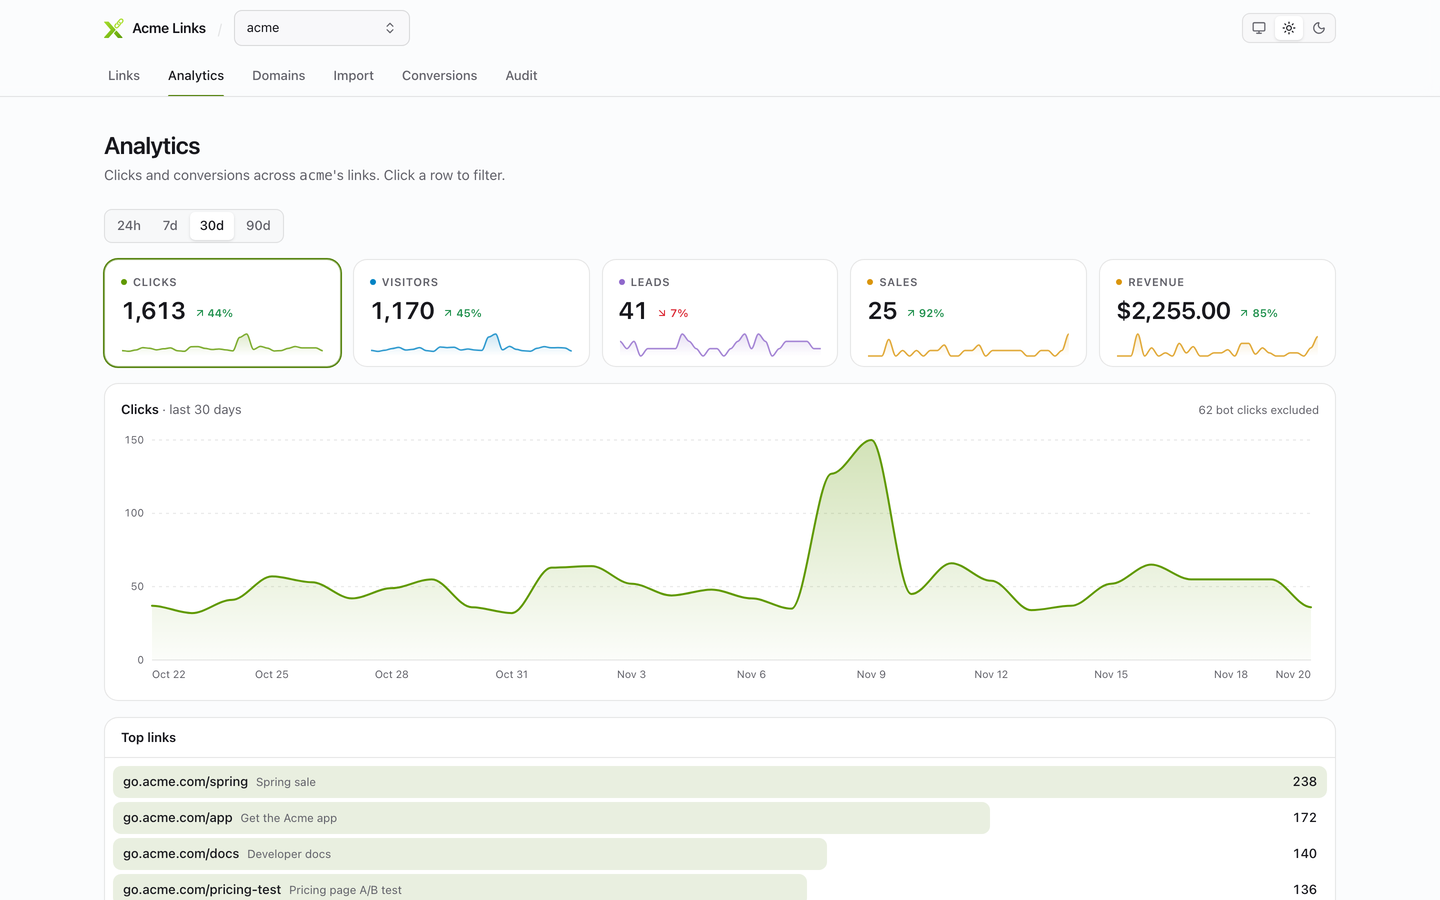 Acme Links / acme
Links Analytics Domains Import Conversions Audit
Analytics
Clicks and conversions across acme's links. Click a row to filter.
24h 7d 30d 90d
CLICKS
1,613 44%
VISITORS
1,170 45%
LEADS
41 7%
SALES
25 92%
REVENUE
$2,255.00 85%
Clicks · last 30 days
62 bot clicks excluded
150
100
50
0
Oct 22 Oct 25 Oct 28 Oct 31 Nov 3 Nov 6 Nov 9 Nov 12 Nov 15 Nov 18 Nov 20
Top links
go.acme.com/spring Spring sale 238
go.acme.com/app Get the Acme app 172
go.acme.com/docs Developer docs 140
go.acme.com/pricing-test Pricing page A/B test 136